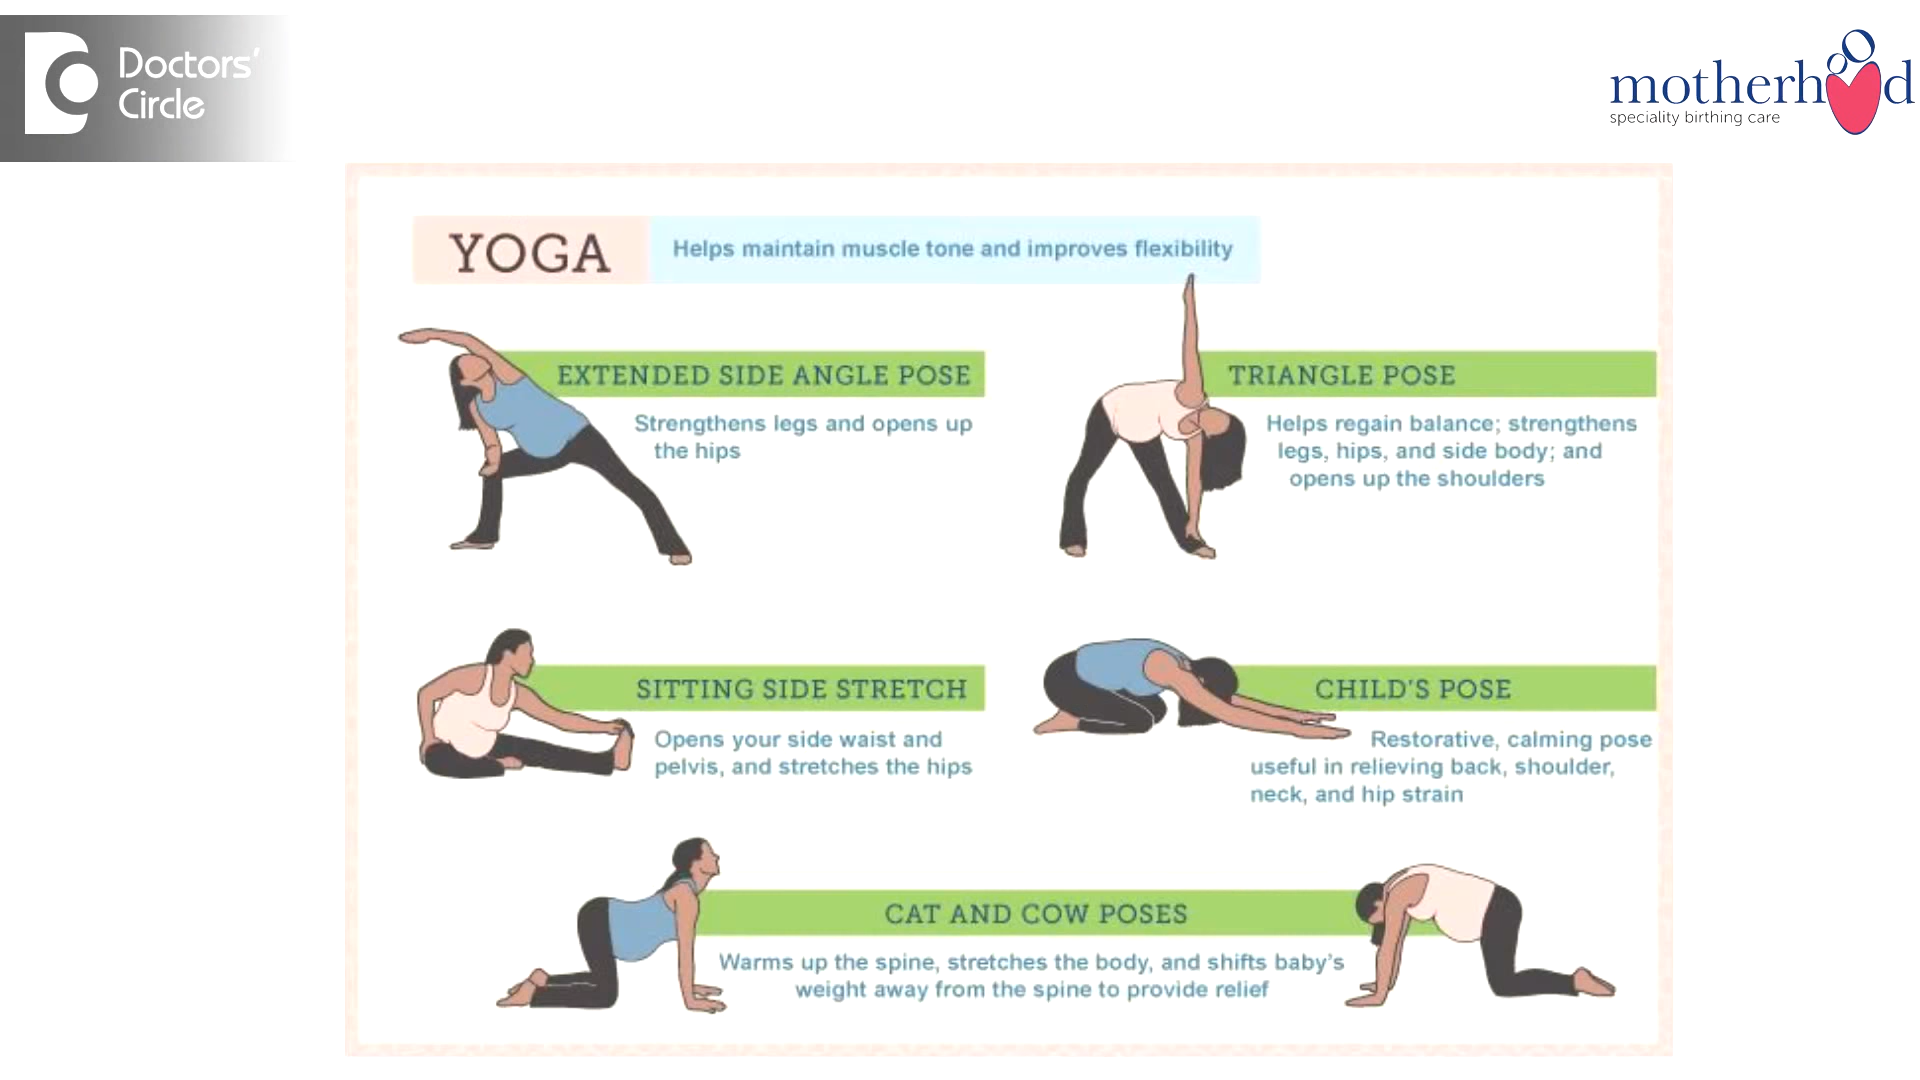 Doctors'
Circle
motherhood
speciality birthing care
YOGA
Helps maintain muscle tone and improves flexibility
EXTENDED SIDE ANGLE POSE
Strengthens legs and opens up
the hips
TRIANGLE POSE
Helps regain balance; strengthens
legs, hips, and side body; and
opens up the shoulders
SITTING SIDE STRETCH
Opens your side waist and
pelvis, and stretches the hips
CHILD'S POSE
Restorative, calming pose
useful in relieving back, shoulder,
neck, and hip strain
CAT AND COW POSES
Warms up the spine, stretches the body, and shifts baby's
weight away from the spine to provide relief